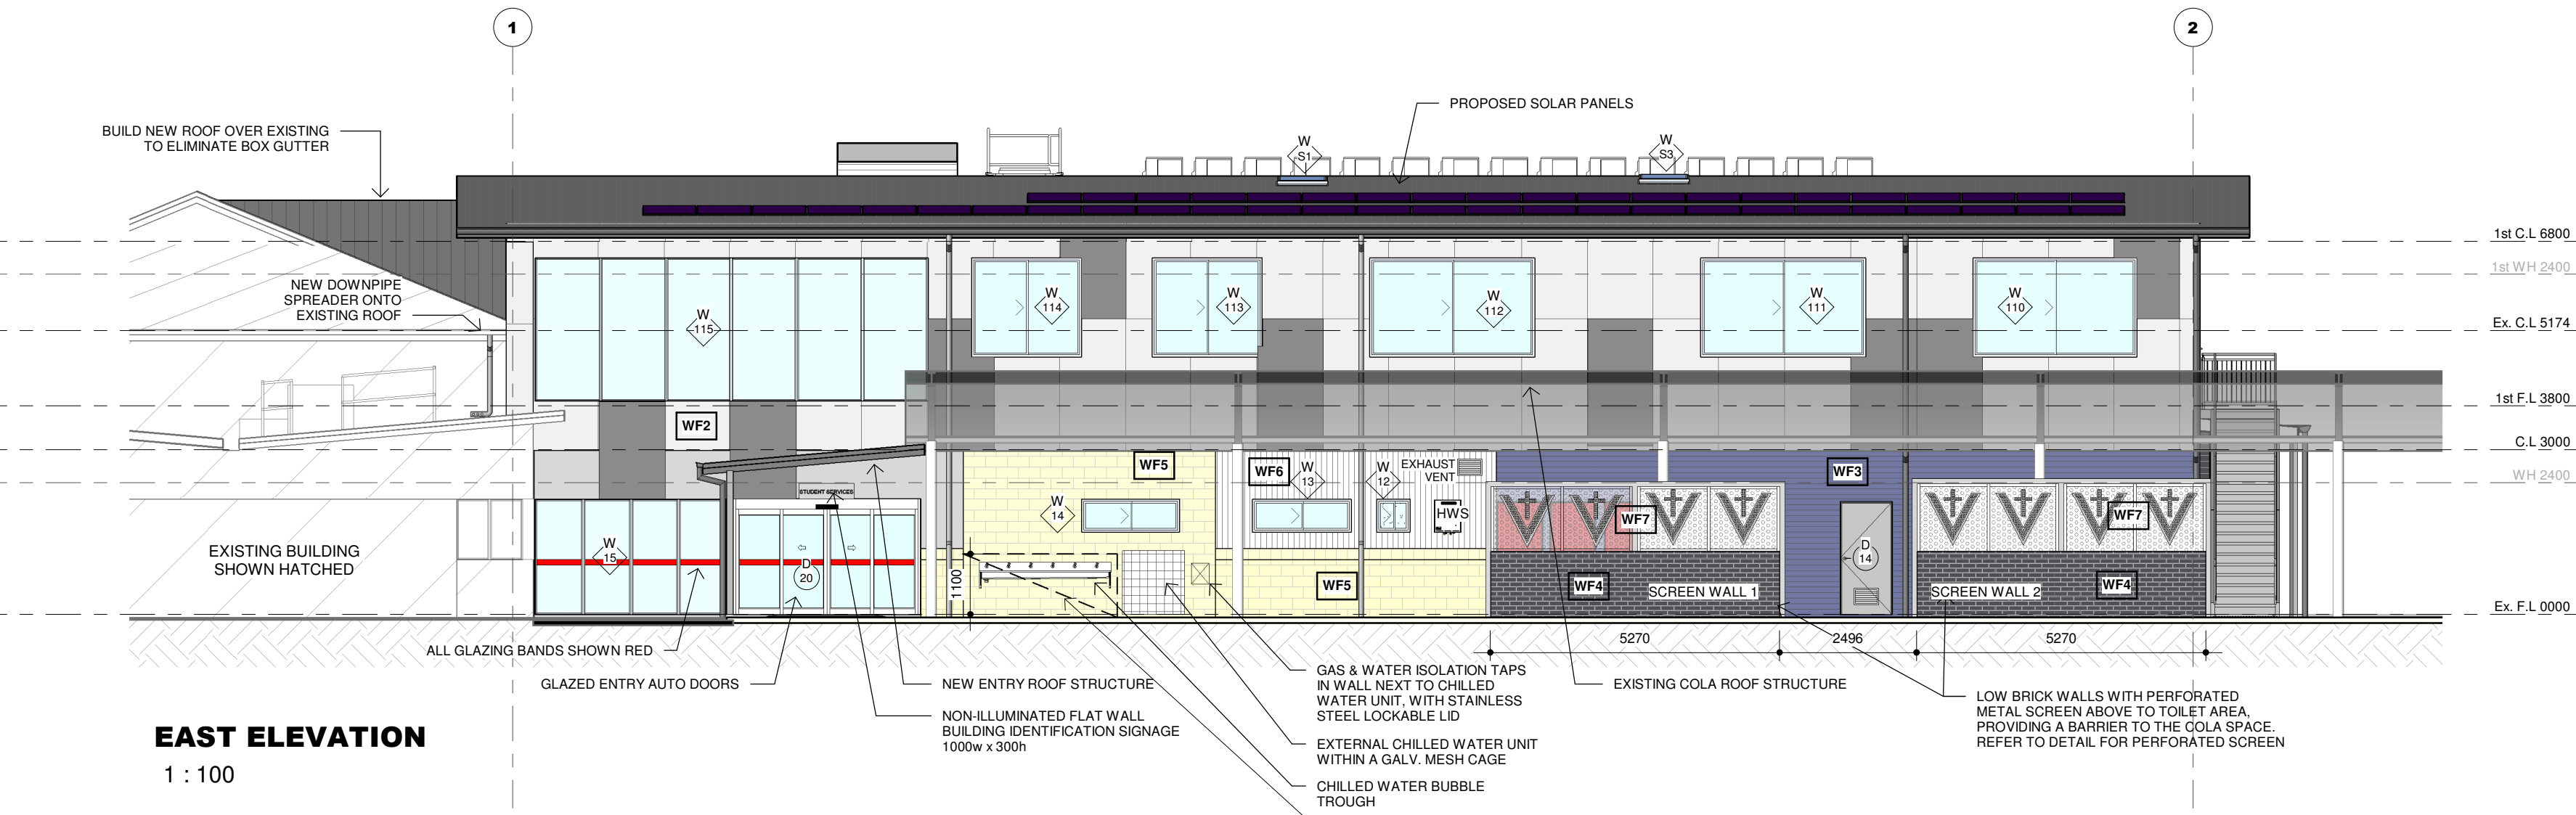 1
2
PROPOSED SOLAR PANELS
BUILD NEW ROOF OVER EXISTING
TO ELIMINATE BOX GUTTER
W
S1
W
S3
1st C.L 6800
1st WH 2400
NEW DOWNPIPE
SPREADER ONTO
EXISTING ROOF
W
115
W
114
W
113
W
112
W
111
W
110
Ex. C.L 5174
1st F.L 3800
WF2
C.L 3000
WF5
WF6
W
13
W
12
EXHAUST
VENT
WF3
WH 2400
STUDENT SERVICES
W
14
HWS
WF7
WF7
EXISTING BUILDING
SHOWN HATCHED
W
15
D
20
D
14
1100
WF5
WF4
SCREEN WALL 1
SCREEN WALL 2
WF4
Ex. F.L 0000
5270
2496
5270
ALL GLAZING BANDS SHOWN RED
GLAZED ENTRY AUTO DOORS
NEW ENTRY ROOF STRUCTURE
NON-ILLUMINATED FLAT WALL
BUILDING IDENTIFICATION SIGNAGE
1000w x 300h
GAS & WATER ISOLATION TAPS
IN WALL NEXT TO CHILLED
WATER UNIT, WITH STAINLESS
STEEL LOCKABLE LID
EXTERNAL CHILLED WATER UNIT
WITHIN A GALV. MESH CAGE
CHILLED WATER BUBBLE
TROUGH
EXISTING COLA ROOF STRUCTURE
LOW BRICK WALLS WITH PERFORATED
METAL SCREEN ABOVE TO TOILET AREA,
PROVIDING A BARRIER TO THE COLA SPACE.
REFER TO DETAIL FOR PERFORATED SCREEN
EAST ELEVATION
1 : 100